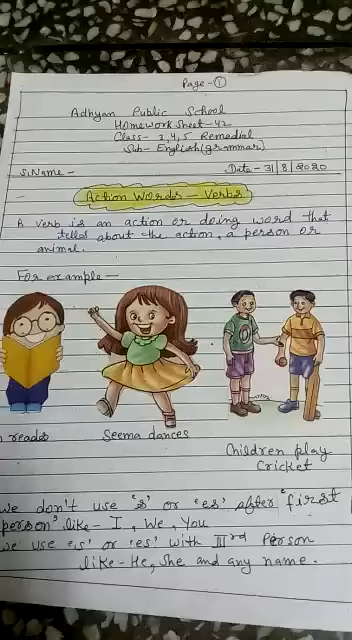 Page-①
Adhyan Public School
Homework Sheet-42
Class- 3,4,5 Remedial
Sub- English(grammar)
S.Name- Date-31/8/2020
Action Words - Verbs
A verb is an action or doing word that
tells about the action, a person or
animal.
For example-
reades
Seema dances
Children play
Cricket
we don't use 's' or 'es' after 'first
person' like- I, We, You
we use 's' or 'es' with IIIrd Person
like-He, She and any name.